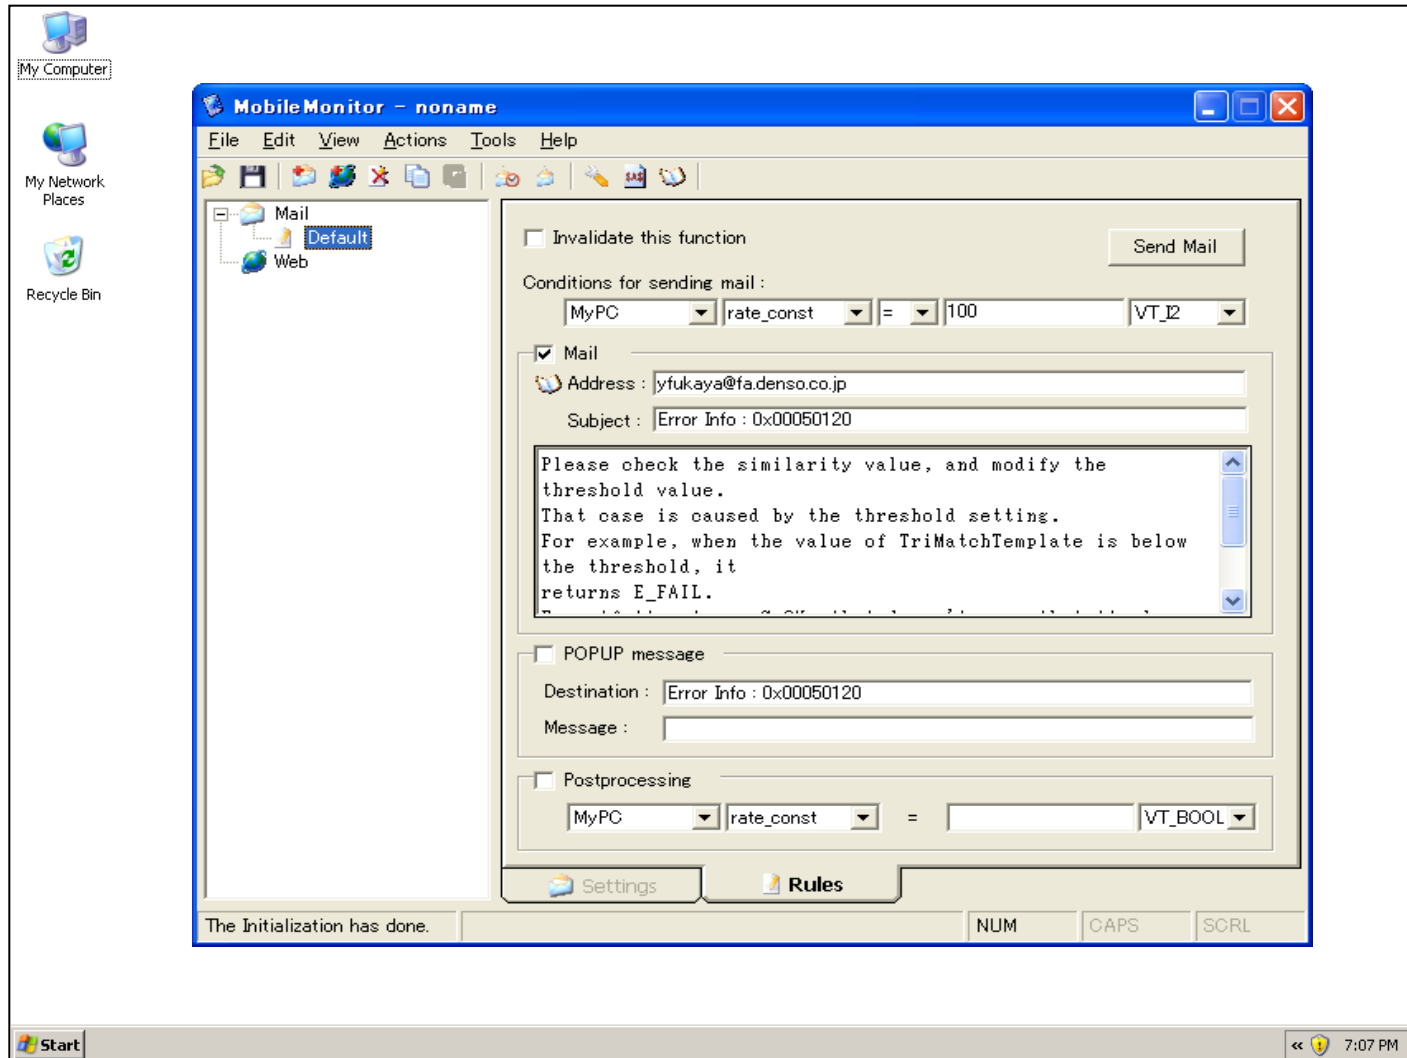 My Computer
My Network
Places
Recycle Bin
MobileMonitor - noname
File Edit View Actions Tools Help
Mail
Default
Web
Invalidate this function
Send Mail
Conditions for sending mail :
MyPC rate_const = 100 VT_I2
Mail
Address : yfukaya@fa.denso.co.jp
Subject : Error Info : 0x00050120
Please check the similarity value, and modify the
threshold value.
That case is caused by the threshold setting.
For example, when the value of TriMatchTemplate is below
the threshold, it
returns E_FAIL.
POPUP message
Destination : Error Info : 0x00050120
Message :
Postprocessing
MyPC rate_const = VT_BOOL
Settings Rules
The Initialization has done. NUM CAPS SCRL
Start « 7:07 PM